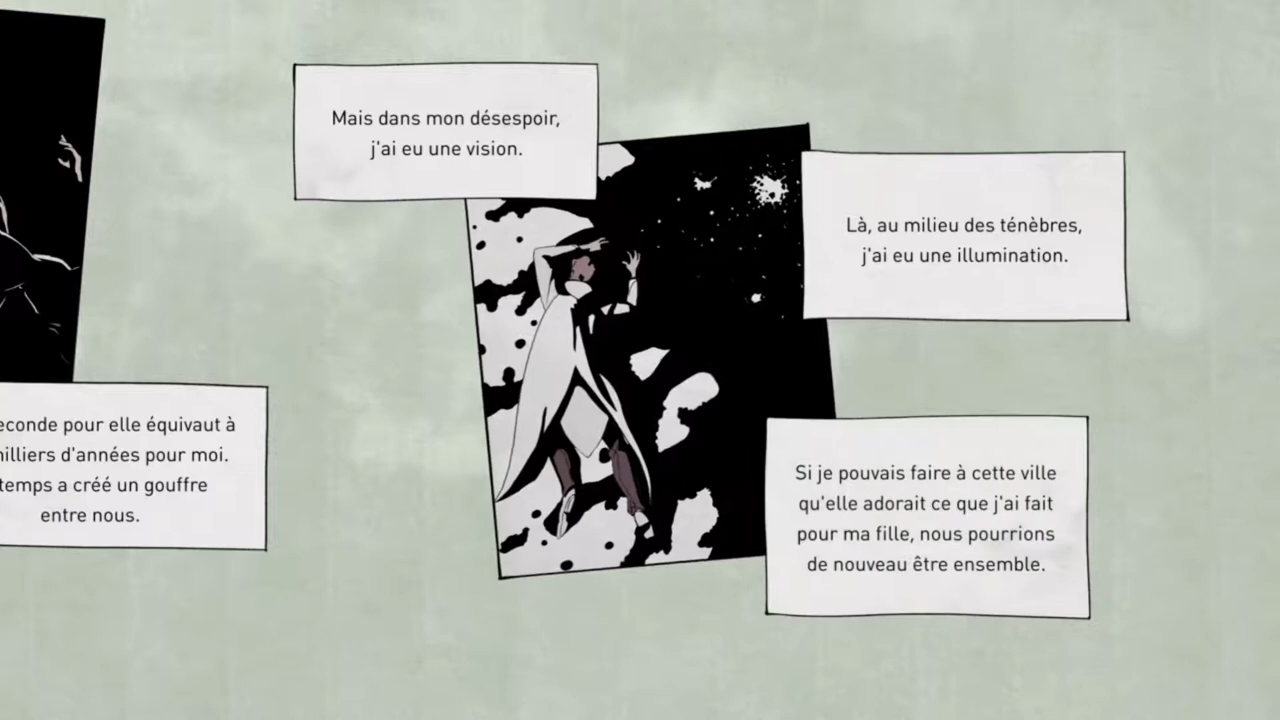 Mais dans mon désespoir,
j'ai eu une vision.
Là, au milieu des ténèbres,
j'ai eu une illumination.
pour elle équivaut à
d'années pour moi.
temps a créé un gouffre
entre nous.
Si je pouvais faire à cette ville
qu'elle adorait ce que j'ai fait
pour ma fille, nous pourrions
de nouveau être ensemble.